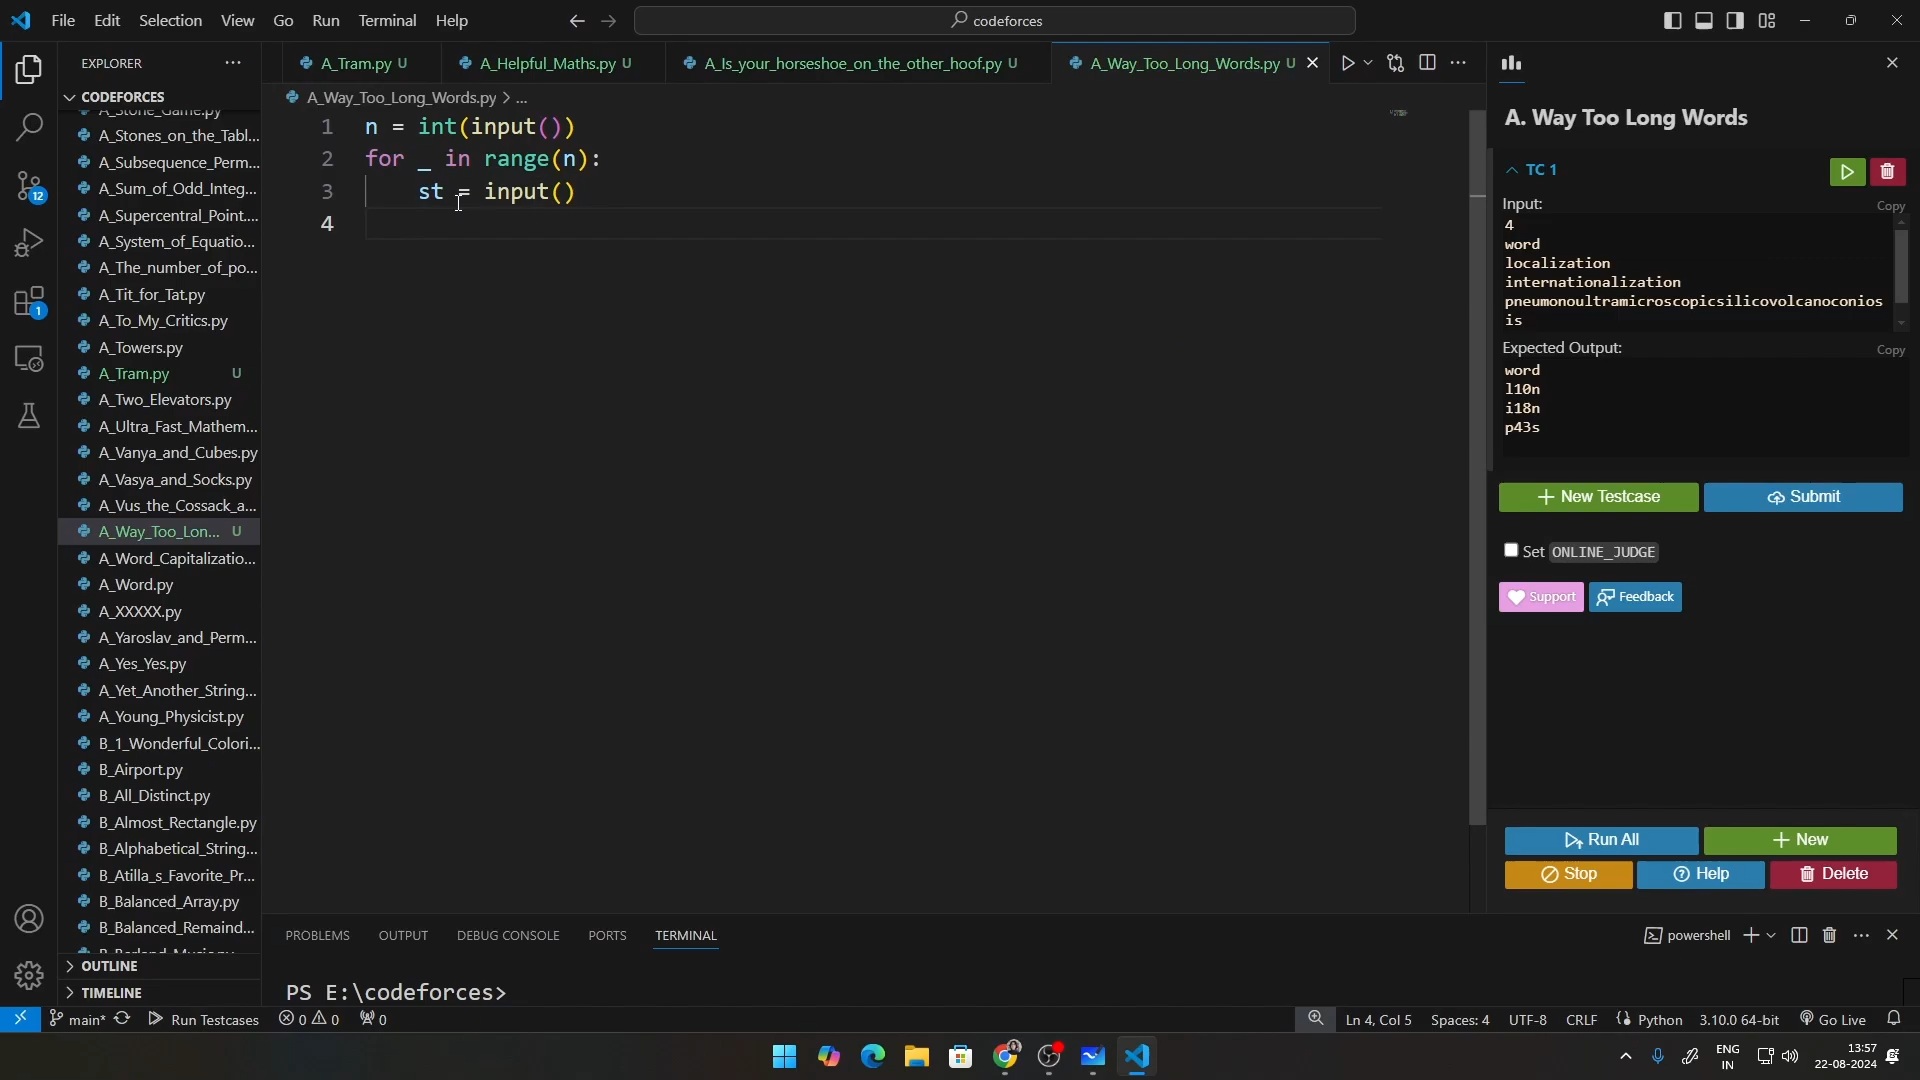 File Edit Selection View Go Run Terminal Help
codeforces
EXPLORER
CODEFORCES
A_Stone_Game.py
A_Stones_on_the_Tabl...
A_Subsequence_Perm...
A_Sum_of_Odd_Integ...
A_Supercentral_Point....
A_System_of_Equatio...
A_The_number_of_po...
A_Tit_for_Tat.py
A_To_My_Critics.py
A_Towers.py
A_Tram.py U
A_Two_Elevators.py
A_Ultra_Fast_Mathem...
A_Vanya_and_Cubes.py
A_Vasya_and_Socks.py
A_Vus_the_Cossack_a...
A_Way_Too_Lon... U
A_Word_Capitalizatio...
A_Word.py
A_XXXXX.py
A_Yaroslav_and_Perm...
A_Yes_Yes.py
A_Yet_Another_String...
A_Young_Physicist.py
B_1_Wonderful_Colori...
B_Airport.py
B_All_Distinct.py
B_Almost_Rectangle.py
B_Alphabetical_String...
B_Atilla_s_Favorite_Pr...
B_Balanced_Array.py
B_Balanced_Remaind...
OUTLINE
TIMELINE
12
1
A_Tram.py U A_Helpful_Maths.py U A_Is_your_horseshoe_on_the_other_hoof.py U A_Way_Too_Long_Words.py U
A_Way_Too_Long_Words.py > ...
1 n = int(input())
2 for _ in range(n):
3 st = input()
4
A. Way Too Long Words
TC 1
Input:
Copy
4
word
localization
internationalization
pneumonoultramicroscopicsilicovolcanoconios
is
Expected Output:
Copy
word
l10n
i18n
p43s
+ New Testcase Submit
Set ONLINE_JUDGE
Support Feedback
Run All + New
Stop Help Delete
PROBLEMS OUTPUT DEBUG CONSOLE PORTS TERMINAL
powershell
PS E:\codeforces>
main* Run Testcases 0 0 0
Ln 4, Col 5 Spaces: 4 UTF-8 CRLF Python 3.10.0 64-bit Go Live
ENG
IN
13:57
22-08-2024